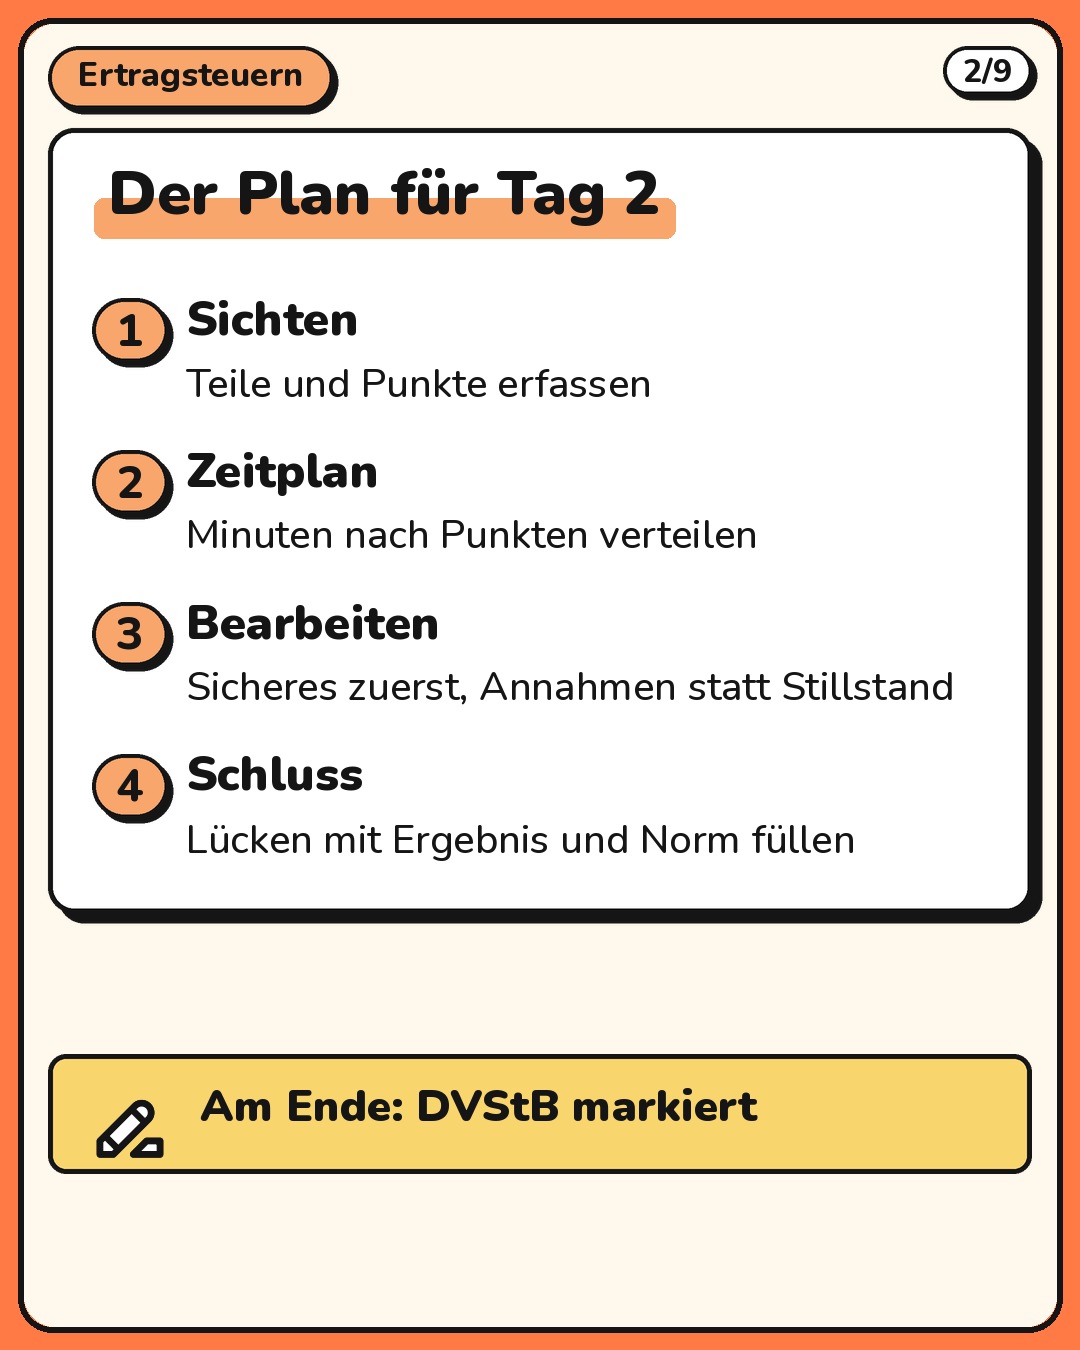 Ertragsteuern
2/9
Der Plan für Tag 2
1 Sichten
Teile und Punkte erfassen
2 Zeitplan
Minuten nach Punkten verteilen
3 Bearbeiten
Sicheres zuerst, Annahmen statt Stillstand
4 Schluss
Lücken mit Ergebnis und Norm füllen
Am Ende: DVStB markiert